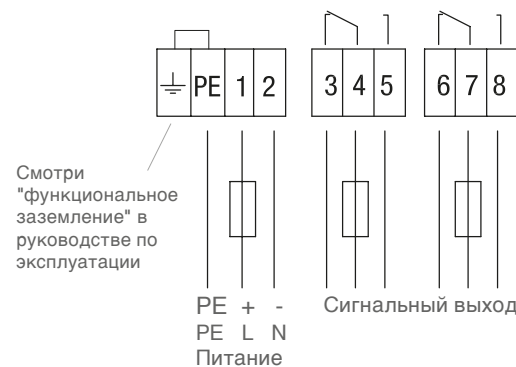 PE 1 2 3 4 5 6 7 8
Смотри
"функциональное
заземление" в
руководстве по
эксплуатации
PE + - Сигнальный выход
PE L N
Питание